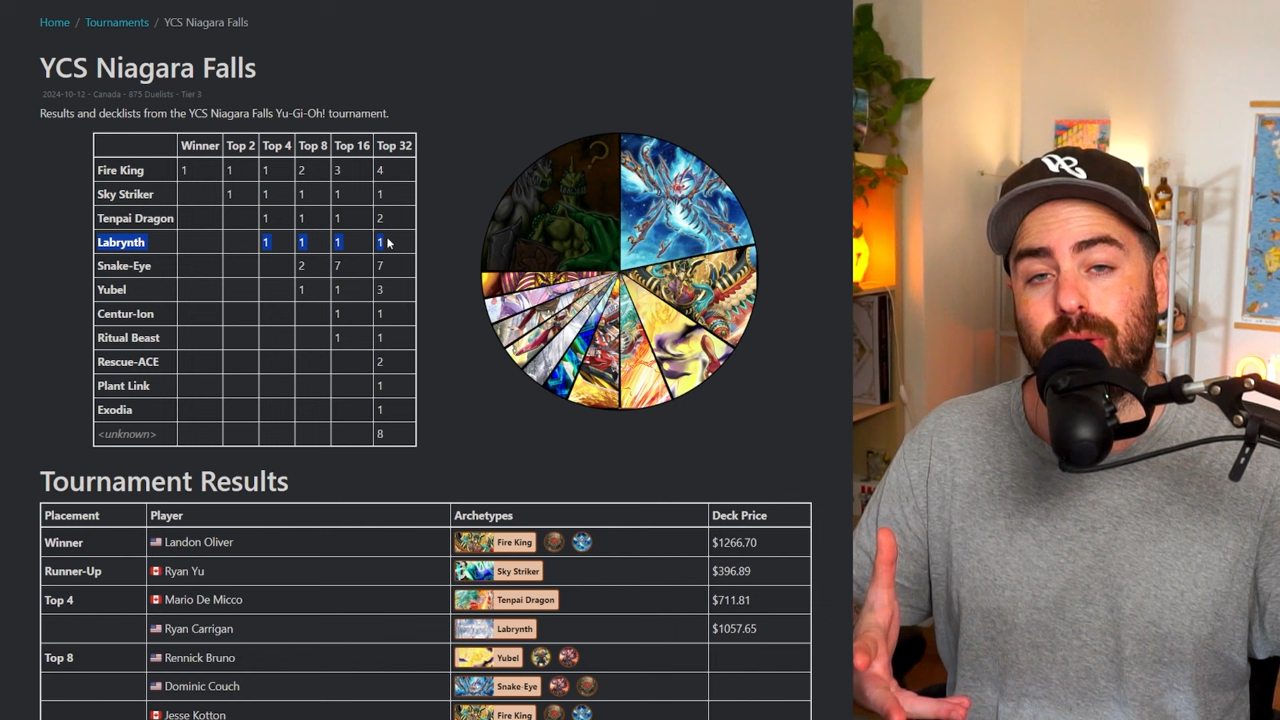 Home / Tournaments / YCS Niagara Falls
YCS Niagara Falls
2024-10-12 - Canada - 875 Duelists - Tier 3
Results and decklists from the YCS Niagara Falls Yu-Gi-Oh! tournament.
Winner Top 2 Top 4 Top 8 Top 16 Top 32
Fire King 1 1 1 2 3 4
Sky Striker 1 1 1 1 1
Tenpai Dragon 1 1 1 2
Labrynth 1 1 1 1
Snake-Eye 2 7 7
Yubel 1 1 3
Centur-Ion 1 1
Ritual Beast 1 1
Rescue-ACE 2
Plant Link 1
Exodia 1
<unknown> 8
Tournament Results
Placement Player Archetypes Deck Price
Winner Landon Oliver Fire King $1266.70
Runner-Up Ryan Yu Sky Striker $396.89
Top 4 Mario De Micco Tenpai Dragon $711.81
Ryan Carrigan Labrynth $1057.65
Top 8 Rennick Bruno Yubel
Dominic Couch Snake-Eye
Jesse Kotton Fire King